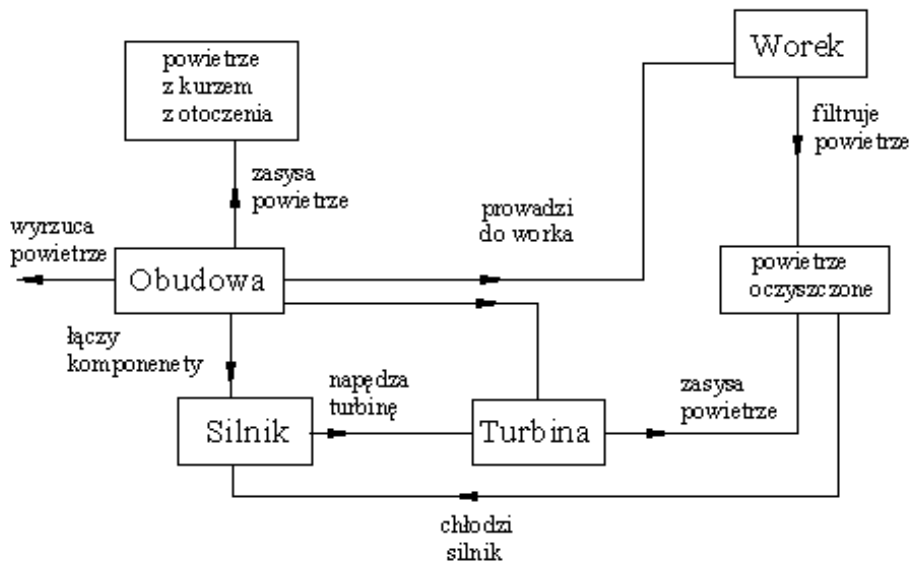 powietrze
z kurzem
z otoczenia
Worek
filtruje
powietrze
zasysa
powietrze
prowadzi
do worka
wyrzuca
powietrze
Obudowa
powietrze
oczyszczone
łączy
komponenety
napędza
turbinę
zasysa
powietrze
Silnik
Turbina
chłodzi
silnik